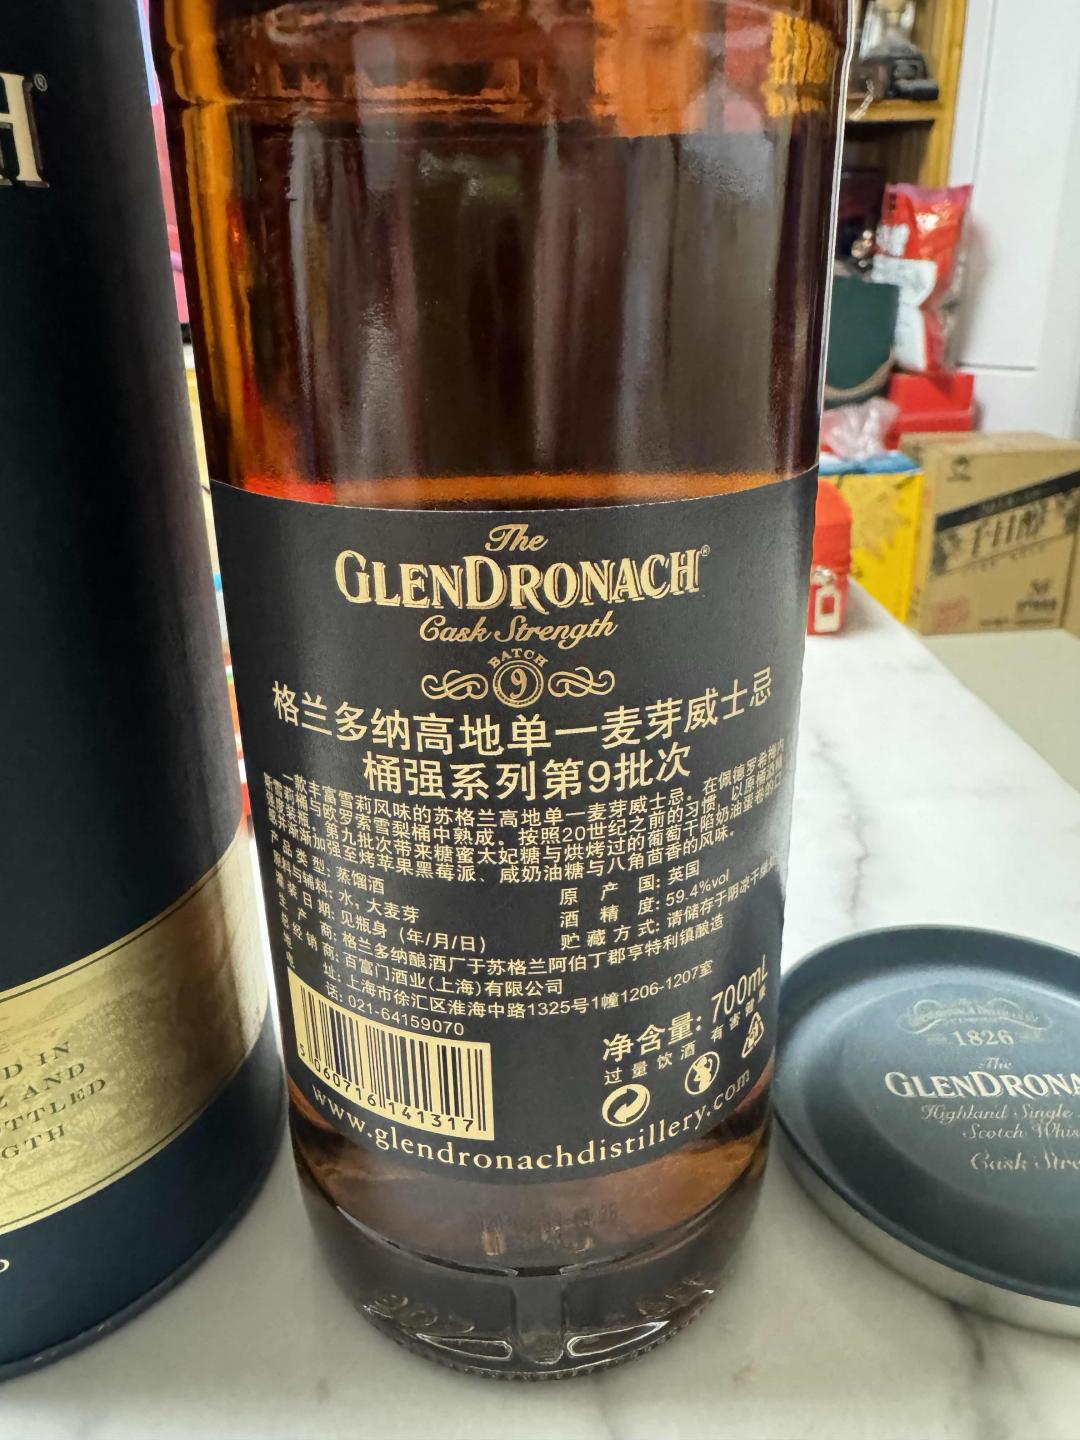 The
GLENDRONACH®
Cask Strength
BATCH
9
格兰多纳高地单一麦芽威士忌
桶强系列第9批次
一款丰富雪莉风味的苏格兰高地单一麦芽威士忌。在佩德罗希梅内
斯雪莉桶与欧罗索雪梨桶中熟成。按照20世纪之前的习惯，以原桶酒精
强度装瓶。第九批次带来糖蜜太妃糖与烘烤过的葡萄干陷奶油蛋卷的口
感并渐渐加强至烤苹果黑莓派、咸奶油糖与八角茴香的风味。
产品类型: 蒸馏酒
原料与辅料: 水, 大麦芽
灌装日期: 见瓶身（年/月/日）
原产国: 英国
酒精度: 59.4%vol
贮藏方式: 请储存于阴凉干燥处
生产商: 格兰多纳酿酒厂于苏格兰阿伯丁郡亨特利镇酿造
总经销商: 百富门酒业(上海)有限公司
地址: 上海市徐汇区淮海中路1325号1幢1206-1207室
电话: 021-64159070
净含量: 700mL
过量饮酒 有害健康
5 060716 141317
www.glendronachdistillery.com
H®
D IN
Z AND
TTLED
GTH
1826
The
GLENDRONA
Highland Single
Scotch Whis
Cask Stre